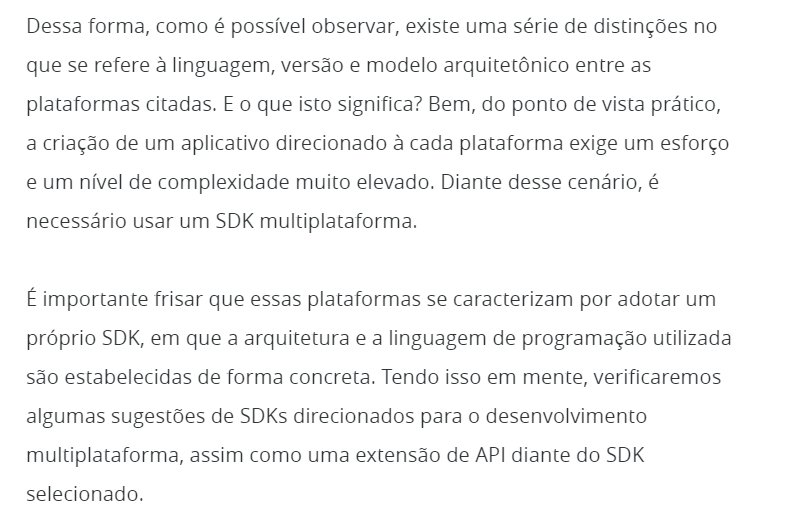 Dessa forma, como é possível observar, existe uma série de distinções no
que se refere à linguagem, versão e modelo arquitetônico entre as
plataformas citadas. E o que isto significa? Bem, do ponto de vista prático,
a criação de um aplicativo direcionado à cada plataforma exige um esforço
e um nível de complexidade muito elevado. Diante desse cenário, é
necessário usar um SDK multiplataforma.
É importante frisar que essas plataformas se caracterizam por adotar um
próprio SDK, em que a arquitetura e a linguagem de programação utilizada
são estabelecidas de forma concreta. Tendo isso em mente, verificaremos
algumas sugestões de SDKs direcionados para o desenvolvimento
multiplataforma, assim como uma extensão de API diante do SDK
selecionado.